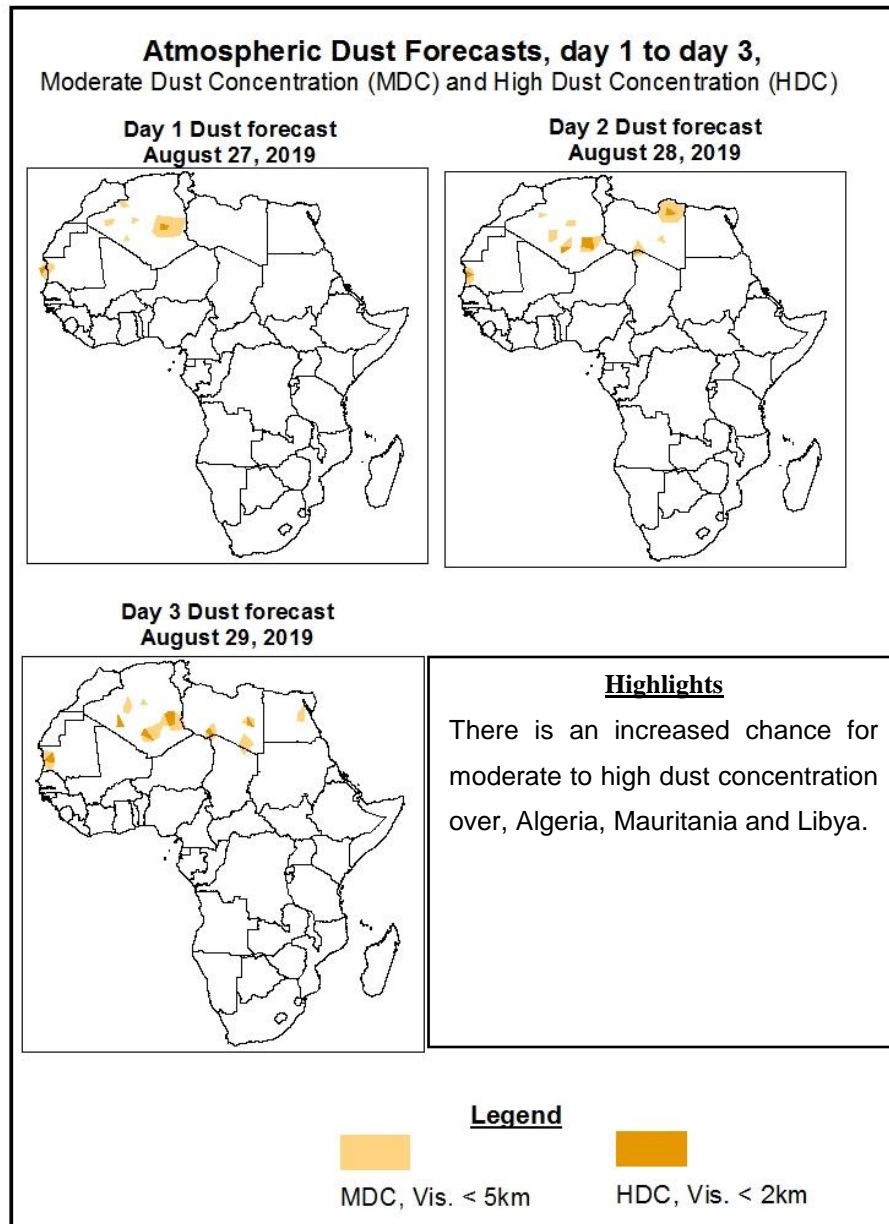 Atmospheric Dust Forecasts, day 1 to day 3,
Moderate Dust Concentration (MDC) and High Dust Concentration (HDC)
Day 1 Dust forecast
August 27, 2019
Day 2 Dust forecast
August 28, 2019
Day 3 Dust forecast
August 29, 2019
Highlights
There is an increased chance for
moderate to high dust concentration
over, Algeria, Mauritania and Libya.
Legend
MDC, Vis. < 5km
HDC, Vis. < 2km